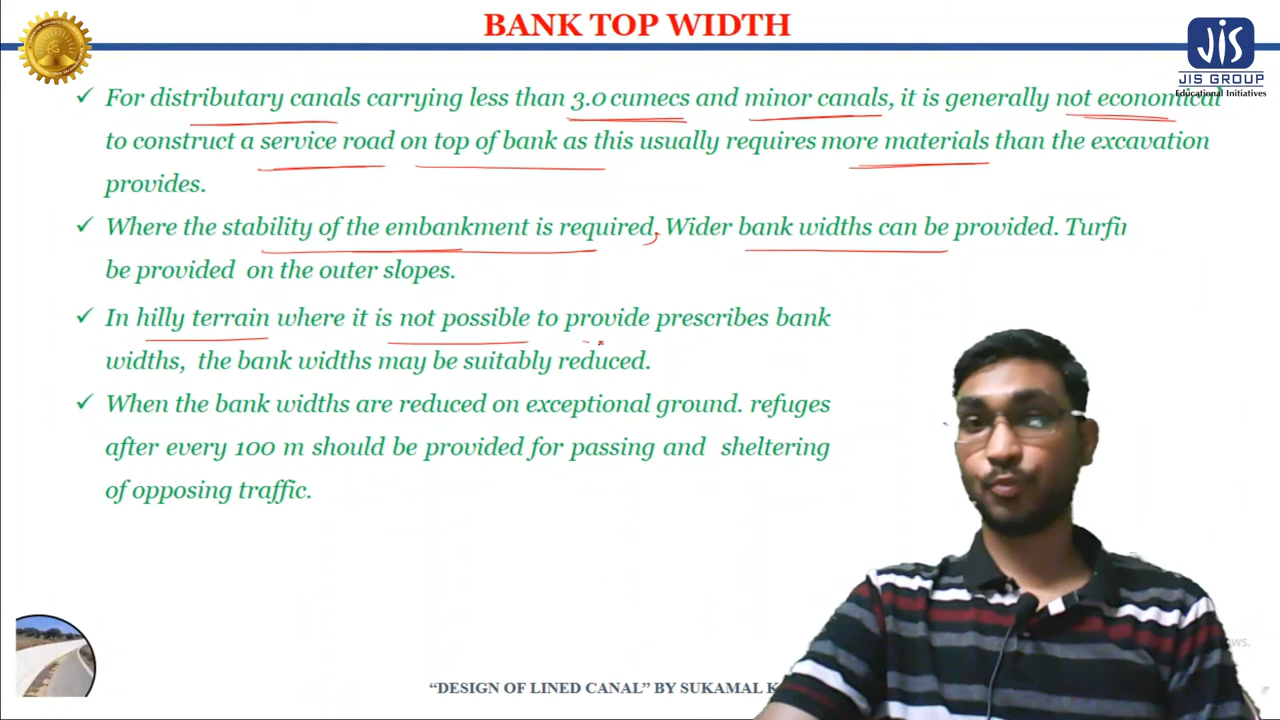 BANK TOP WIDTH
JIS
JIS GROUP
Educational Initiatives
✓ For distributary canals carrying less than 3.0 cumecs and minor canals, it is generally not economical
to construct a service road on top of bank as this usually requires more materials than the excavation
provides.
✓ Where the stability of the embankment is required, Wider bank widths can be provided. Turfin
be provided on the outer slopes.
✓ In hilly terrain where it is not possible to provide prescribes bank
widths, the bank widths may be suitably reduced.
✓ When the bank widths are reduced on exceptional ground. refuges
after every 100 m should be provided for passing and sheltering
of opposing traffic.
"DESIGN OF LINED CANAL" BY SUKAMAL K